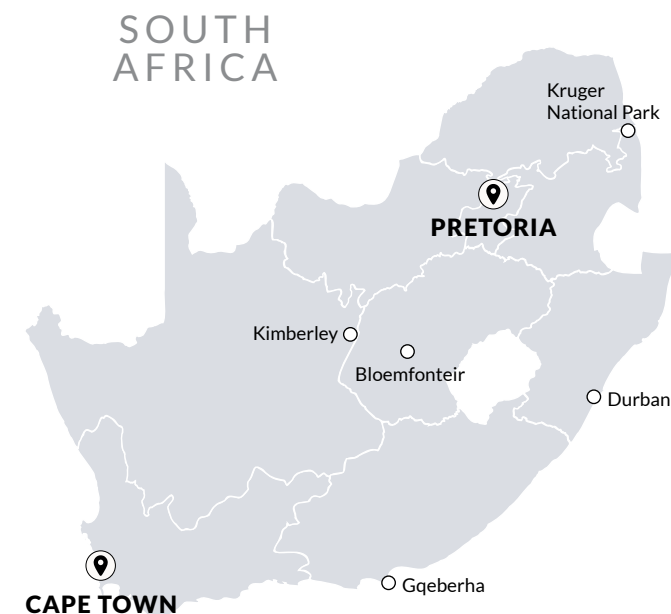 SOUTH
AFRICA
Kruger
National Park
PRETORIA
Kimberley
Bloemfonteir
Durban
Gqeberha
CAPE TOWN